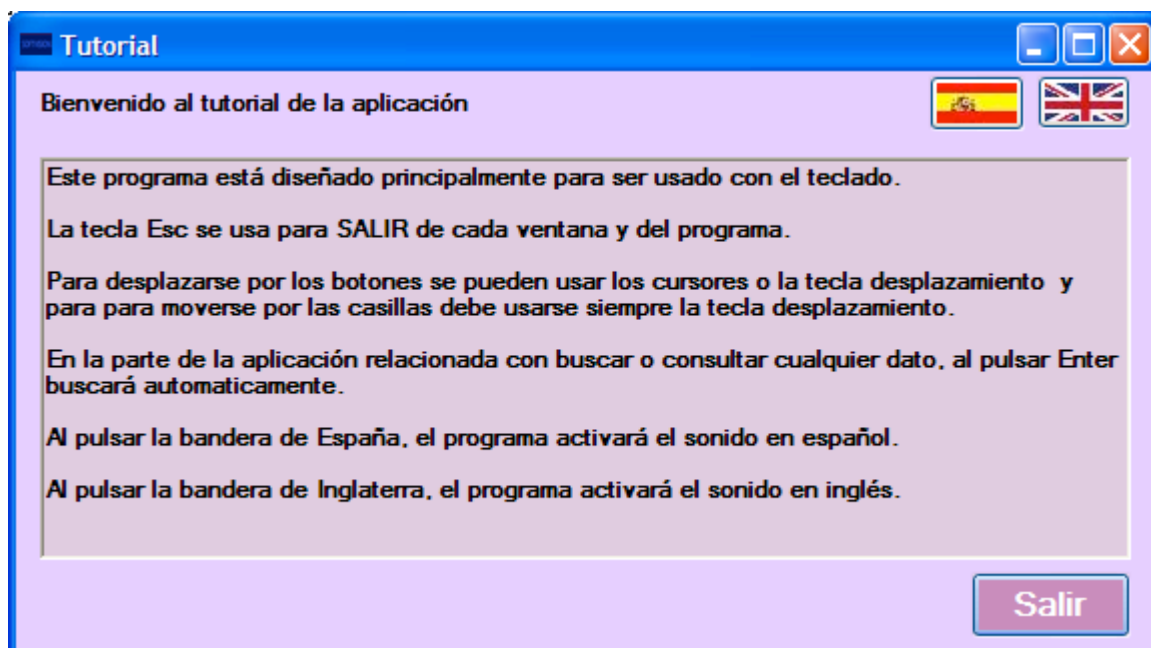 Tutorial
Bienvenido al tutorial de la aplicación
Este programa está diseñado principalmente para ser usado con el teclado.
La tecla Esc se usa para SALIR de cada ventana y del programa.
Para desplazarse por los botones se pueden usar los cursores o la tecla desplazamiento y
para para moverse por las casillas debe usarse siempre la tecla desplazamiento.
En la parte de la aplicación relacionada con buscar o consultar cualquier dato, al pulsar Enter
buscará automaticamente.
Al pulsar la bandera de España, el programa activará el sonido en español.
Al pulsar la bandera de Inglaterra, el programa activará el sonido en inglés.
Salir